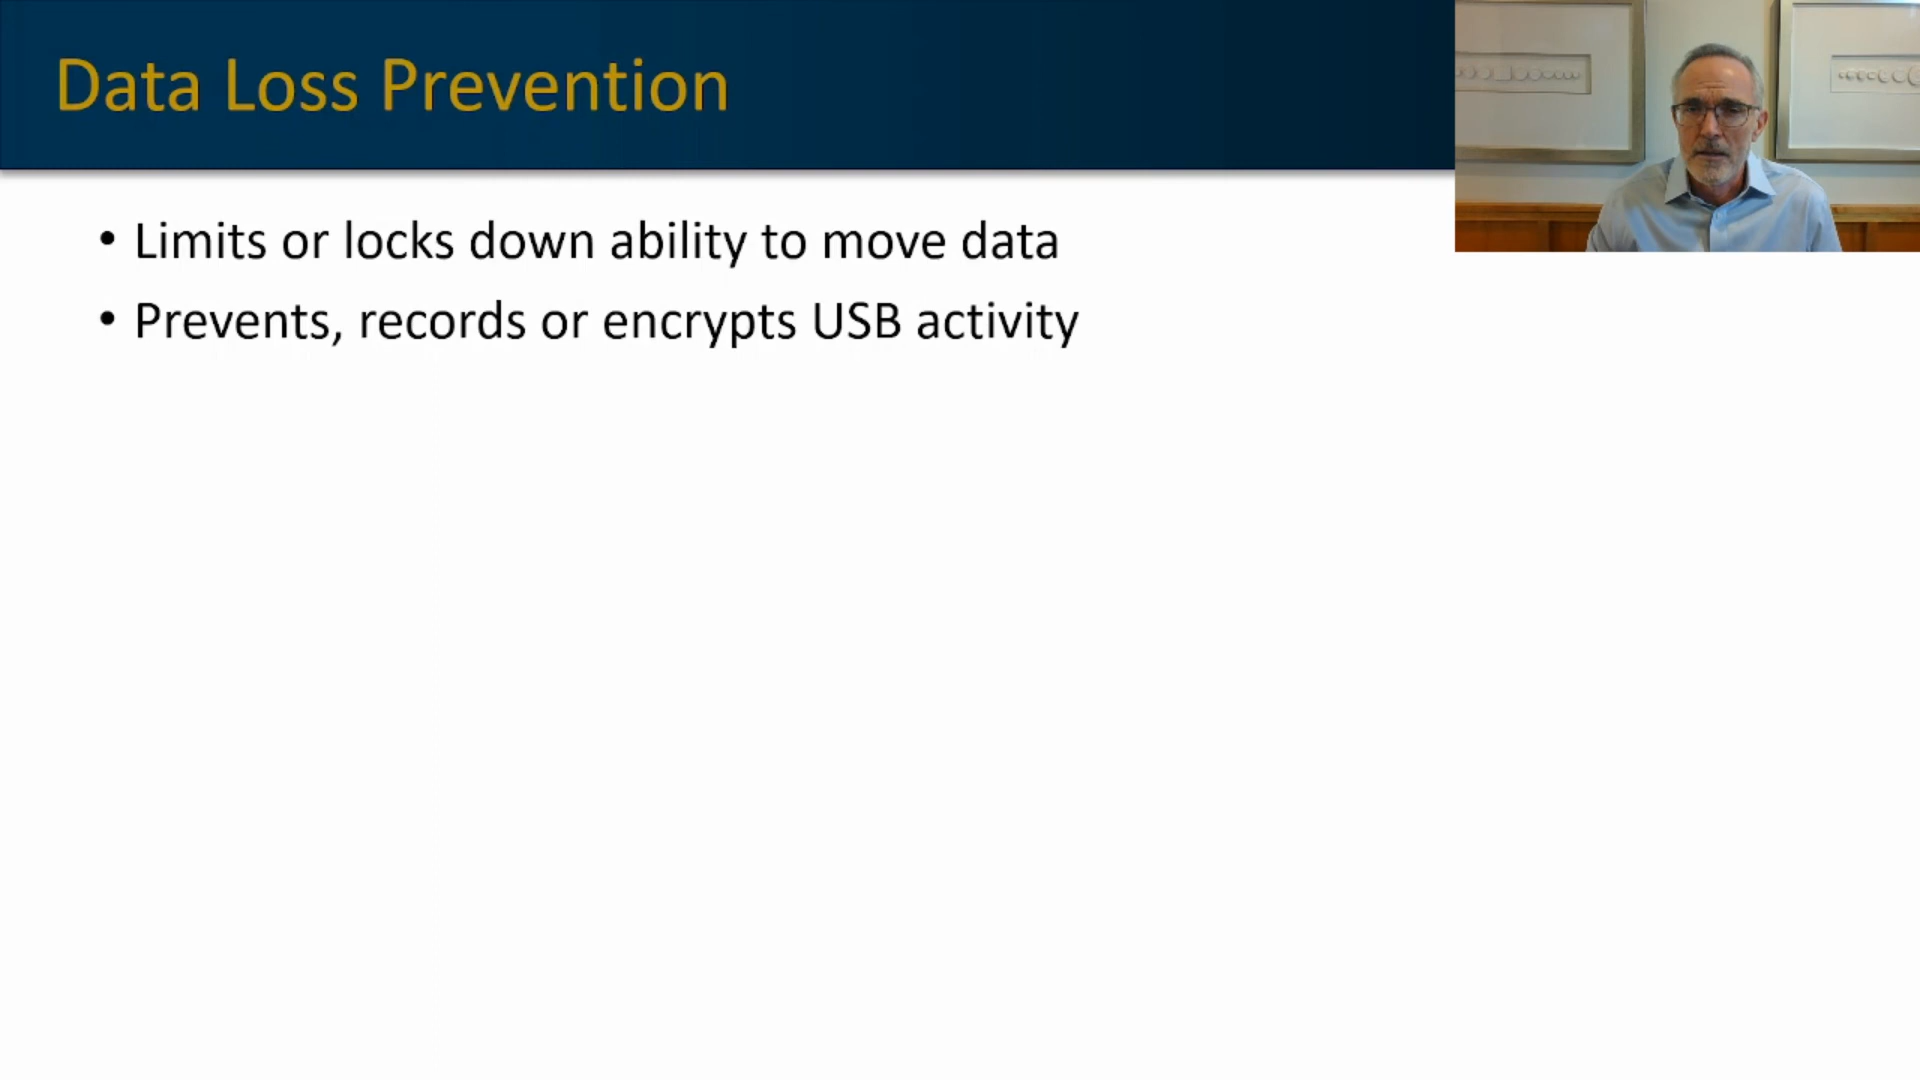 Data Loss Prevention
• Limits or locks down ability to move data
• Prevents, records or encrypts USB activity